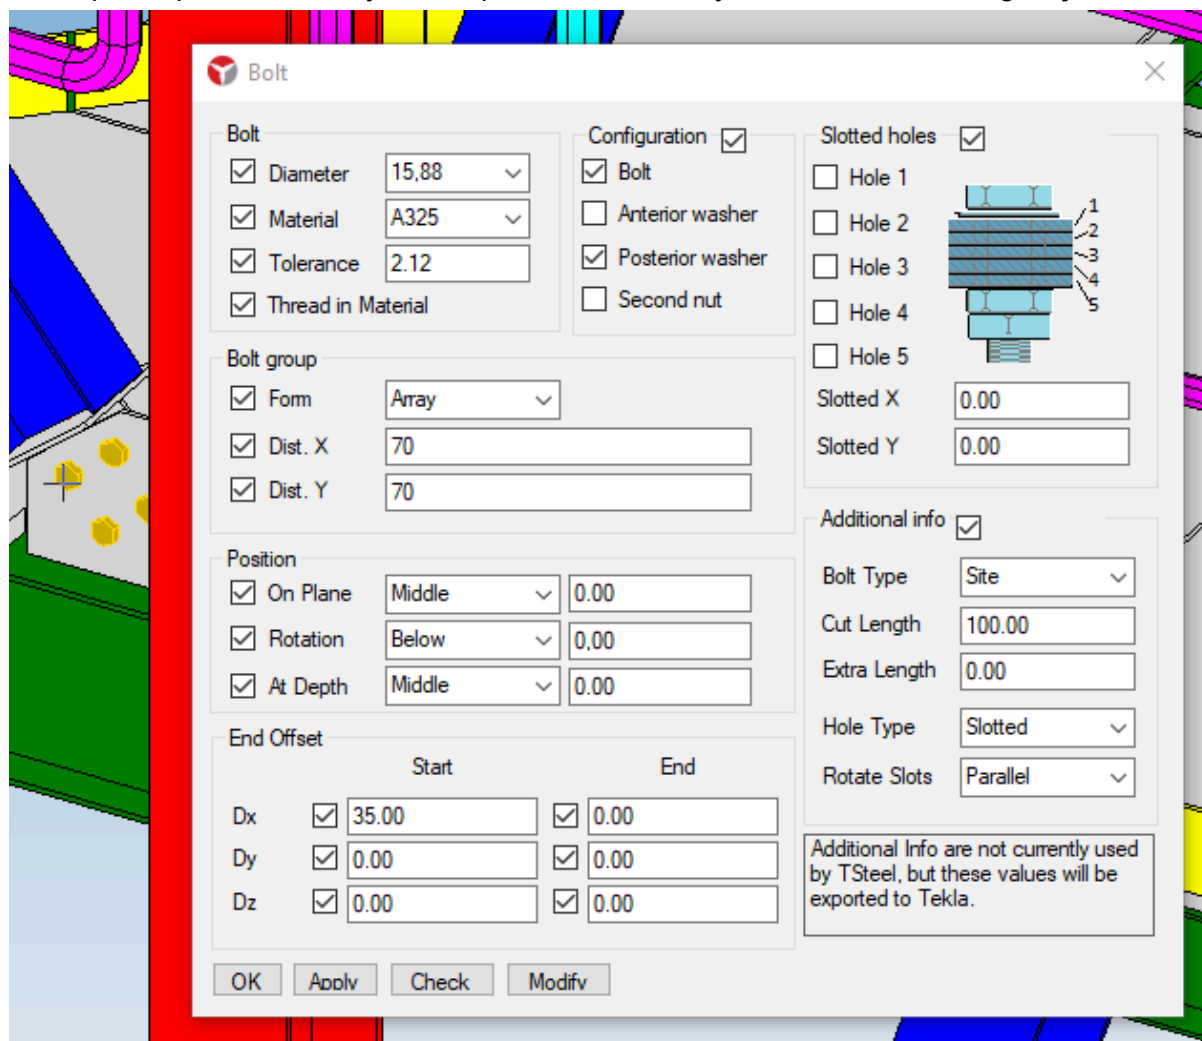 Bolt
Bolt
Diameter 15,88
Material A325
Tolerance 2.12
Thread in Material
Configuration
Bolt
Anterior washer
Posterior washer
Second nut
Slotted holes
Hole 1
Hole 2
Hole 3
Hole 4
Hole 5
1
2
3
4
5
Slotted X 0.00
Slotted Y 0.00
Bolt group
Form Array
Dist. X 70
Dist. Y 70
Position
On Plane Middle 0.00
Rotation Below 0,00
At Depth Middle 0.00
Additional info
Bolt Type Site
Cut Length 100.00
Extra Length 0.00
Hole Type Slotted
Rotate Slots Parallel
End Offset
Start End
Dx 35.00 0.00
Dy 0.00 0.00
Dz 0.00 0.00
Additional Info are not currently used
by TSteel, but these values will be
exported to Tekla.
OK Apply Check Modify